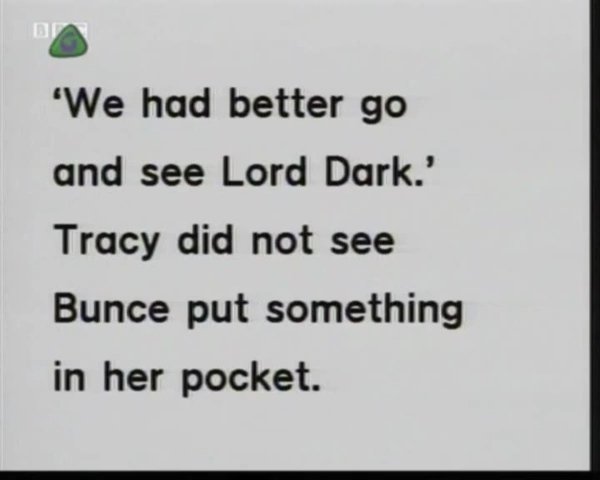 BBC
‘We had better go
and see Lord Dark.’
Tracy did not see
Bunce put something
in her pocket.